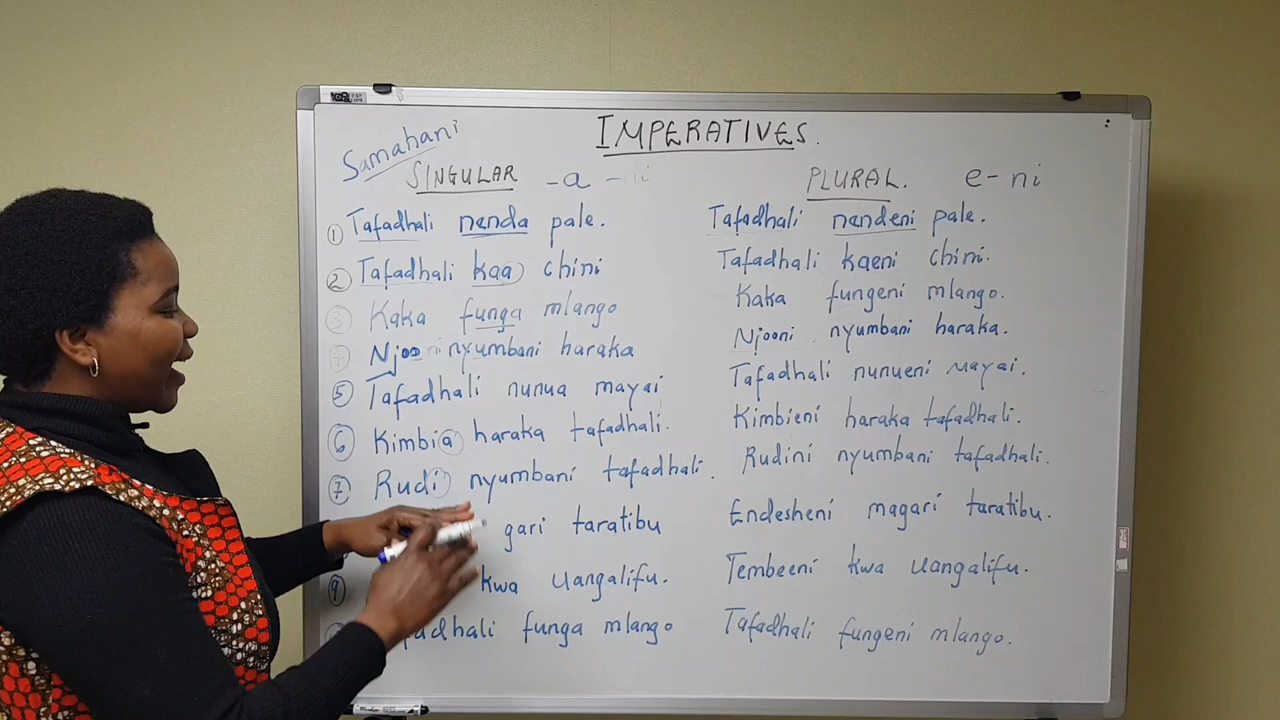 IMPERATIVES.
Samahani
SINGULAR -a
PLURAL. e- ni
1 Tafadhali nenda pale.
Tafadhali nendeni pale.
2 Tafadhali kaa chini
Tafadhali kaeni chini.
3 Kaka funga mlango
Kaka fungeni mlango.
Njooni nyumbani haraka
Njooni nyumbani haraka.
5 Tafadhali nunua mayai
Tafadhali nunueni mayai.
6 Kimbia haraka tafadhali.
Kimbieni haraka tafadhali.
7 Rudi nyumbani tafadhali.
Rudini nyumbani tafadhali.
gari taratibu
Endesheni magari taratibu.
9 kwa uangalifu.
Tembeeni kwa uangalifu.
funga mlango
Tafadhali fungeni mlango.